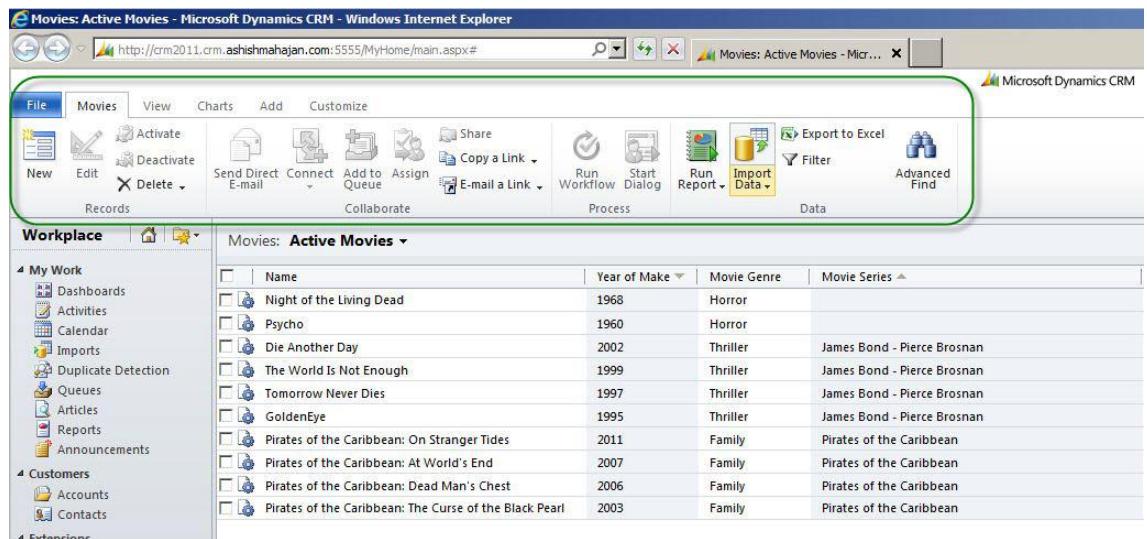 Movies: Active Movies - Microsoft Dynamics CRM - Windows Internet Explorer
http://crm2011.crm.ashishmahajan.com:5555/MyHome/main.aspx#
Movies: Active Movies - Micr...
Microsoft Dynamics CRM
File Movies View Charts Add Customize
New
Edit
Activate
Deactivate
Delete
Records
Send Direct E-mail
Connect
Add to Queue
Assign
Share
Copy a Link
E-mail a Link
Collaborate
Run Workflow
Start Dialog
Process
Run Report
Import Data
Export to Excel
Filter
Advanced Find
Data
Workplace
My Work
Dashboards
Activities
Calendar
Imports
Duplicate Detection
Queues
Articles
Reports
Announcements
Customers
Accounts
Contacts
Extensions
Movies: Active Movies
Name Year of Make Movie Genre Movie Series
Night of the Living Dead 1968 Horror
Psycho 1960 Horror
Die Another Day 2002 Thriller James Bond - Pierce Brosnan
The World Is Not Enough 1999 Thriller James Bond - Pierce Brosnan
Tomorrow Never Dies 1997 Thriller James Bond - Pierce Brosnan
GoldenEye 1995 Thriller James Bond - Pierce Brosnan
Pirates of the Caribbean: On Stranger Tides 2011 Family Pirates of the Caribbean
Pirates of the Caribbean: At World's End 2007 Family Pirates of the Caribbean
Pirates of the Caribbean: Dead Man's Chest 2006 Family Pirates of the Caribbean
Pirates of the Caribbean: The Curse of the Black Pearl 2003 Family Pirates of the Caribbean